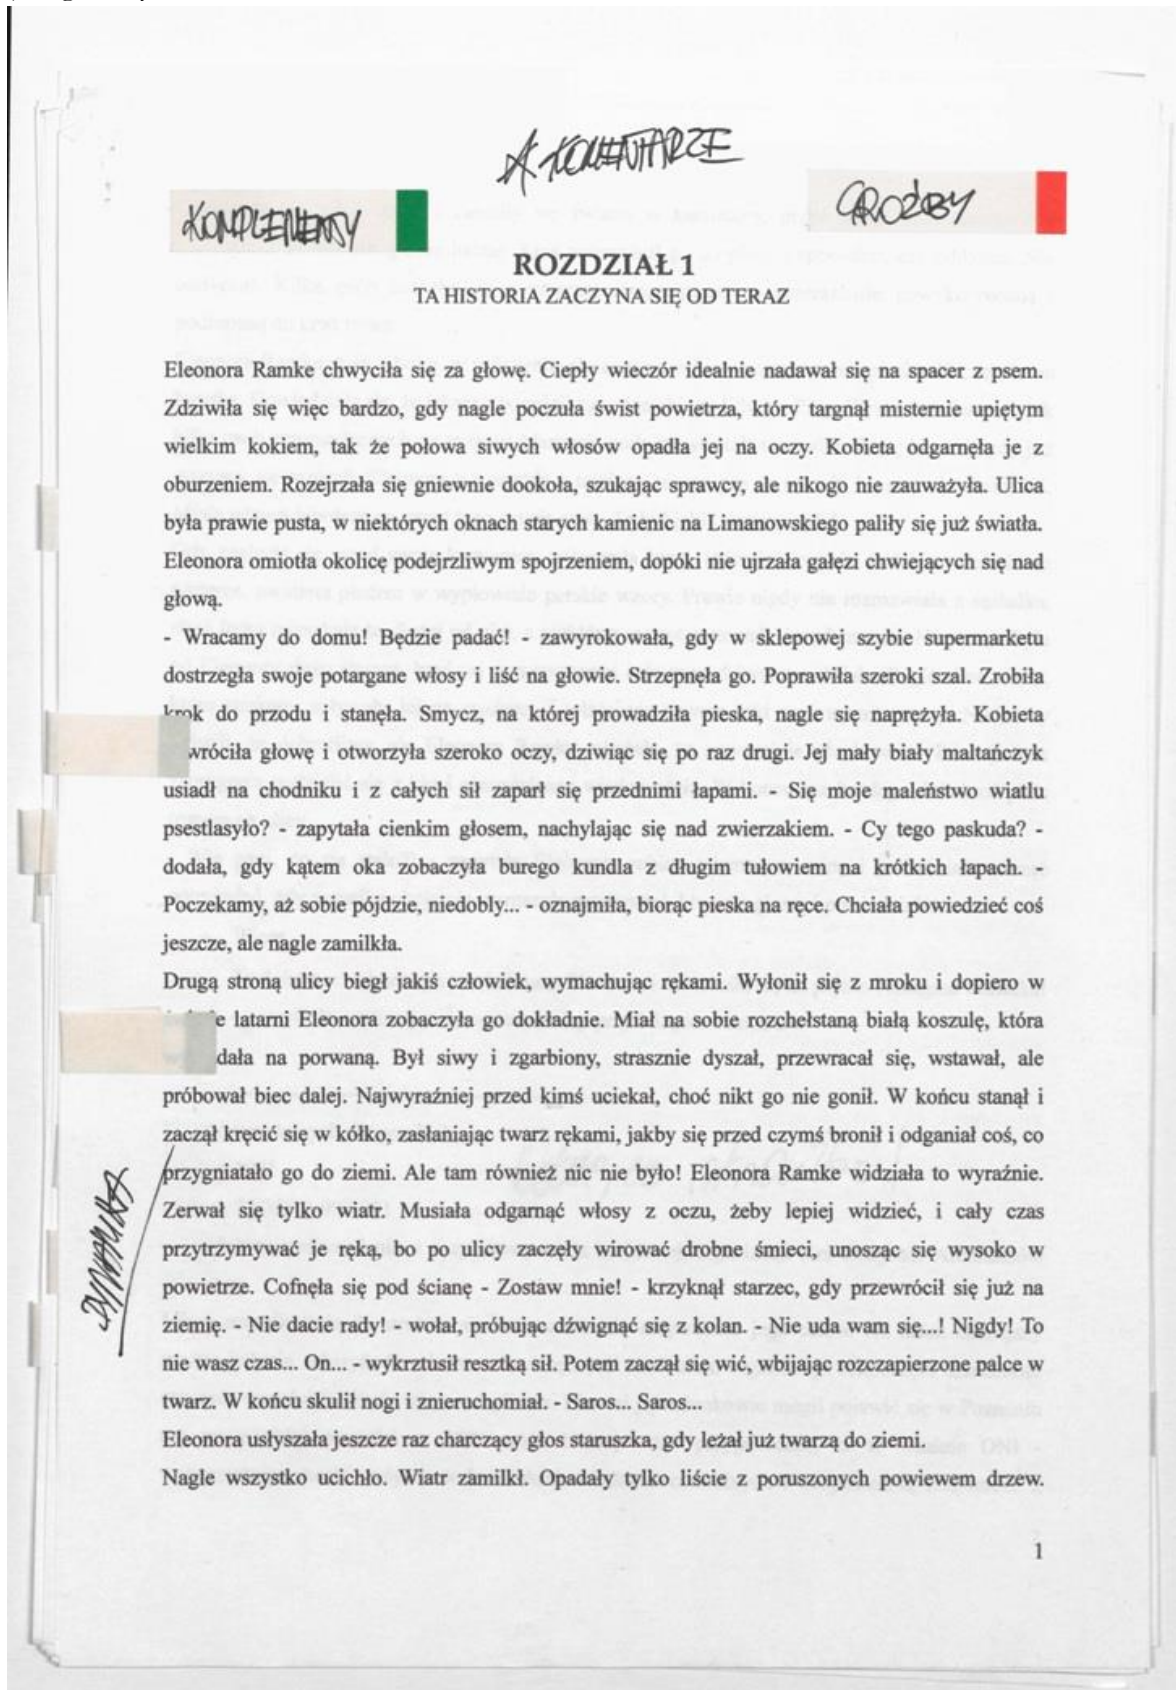 A KOMENTARZE
KOMPLEMENTY
GROŹBY
ROZDZIAŁ 1
TA HISTORIA ZACZYNA SIĘ OD TERAZ
Eleonora Ramke chwyciła się za głowę. Ciepły wieczór idealnie nadawał się na spacer z psem.
Zdziwiła się więc bardzo, gdy nagle poczuła świst powietrza, który targnął misternie upiętym
wielkim kokiem, tak że połowa siwych włosów opadła jej na oczy. Kobieta odgarnęła je z
oburzeniem. Rozejrzała się gniewnie dookoła, szukając sprawcy, ale nikogo nie zauważyła. Ulica
była prawie pusta, w niektórych oknach starych kamienic na Limanowskiego paliły się już światła.
Eleonora omiotła okolicę podejrzliwym spojrzeniem, dopóki nie ujrzała gałęzi chwiejących się nad
głową.
- Wracamy do domu! Będzie padać! - zawyrokowała, gdy w sklepowej szybie supermarketu
dostrzegła swoje potargane włosy i liść na głowie. Strzepnęła go. Poprawiła szeroki szal. Zrobiła
krok do przodu i stanęła. Smycz, na której prowadziła pieska, nagle się naprężyła. Kobieta
wróciła głowę i otworzyła szeroko oczy, dziwiąc się po raz drugi. Jej mały biały maltańczyk
usiadł na chodniku i z całych sił zaparł się przednimi łapami. - Się moje maleństwo wiatlu
psestlasyło? - zapytała cienkim głosem, nachylając się nad zwierzakiem. - Cy tego paskuda? -
dodała, gdy kątem oka zobaczyła burego kundla z długim tułowiem na krótkich łapach. -
Poczekamy, aż sobie pójdzie, niedobly... - oznajmiła, biorąc pieska na ręce. Chciała powiedzieć coś
jeszcze, ale nagle zamilkła.
Drugą stroną ulicy biegł jakiś człowiek, wymachując rękami. Wyłonił się z mroku i dopiero w
e latarni Eleonora zobaczyła go dokładnie. Miał na sobie rozchełstaną białą koszulę, która
dała na porwaną. Był siwy i zgarbiony, strasznie dyszał, przewracał się, wstawał, ale
próbował biec dalej. Najwyraźniej przed kimś uciekał, choć nikt go nie gonił. W końcu stanął i
zaczął kręcić się w kółko, zasłaniając twarz rękami, jakby się przed czymś bronił i odganiał coś, co
przygniatało go do ziemi. Ale tam również nic nie było! Eleonora Ramke widziała to wyraźnie.
Zerwał się tylko wiatr. Musiała odgarnąć włosy z oczu, żeby lepiej widzieć, i cały czas
przytrzymywać je ręką, bo po ulicy zaczęły wirować drobne śmieci, unosząc się wysoko w
powietrze. Cofnęła się pod ścianę - Zostaw mnie! - krzyknął starzec, gdy przewrócił się już na
ziemię. - Nie dacie rady! - wołał, próbując dźwignąć się z kolan. - Nie uda wam się...! Nigdy! To
nie wasz czas... On... - wykrztusił resztką sił. Potem zaczął się wić, wbijając rozczapierzone palce w
twarz. W końcu skulił nogi i znieruchomiał. - Saros... Saros...
Eleonora usłyszała jeszcze raz charczący głos staruszka, gdy leżał już twarzą do ziemi.
Nagle wszystko ucichło. Wiatr zamilkł. Opadały tylko liście z poruszonych powiewem drzew.
DYNAMIKA
1